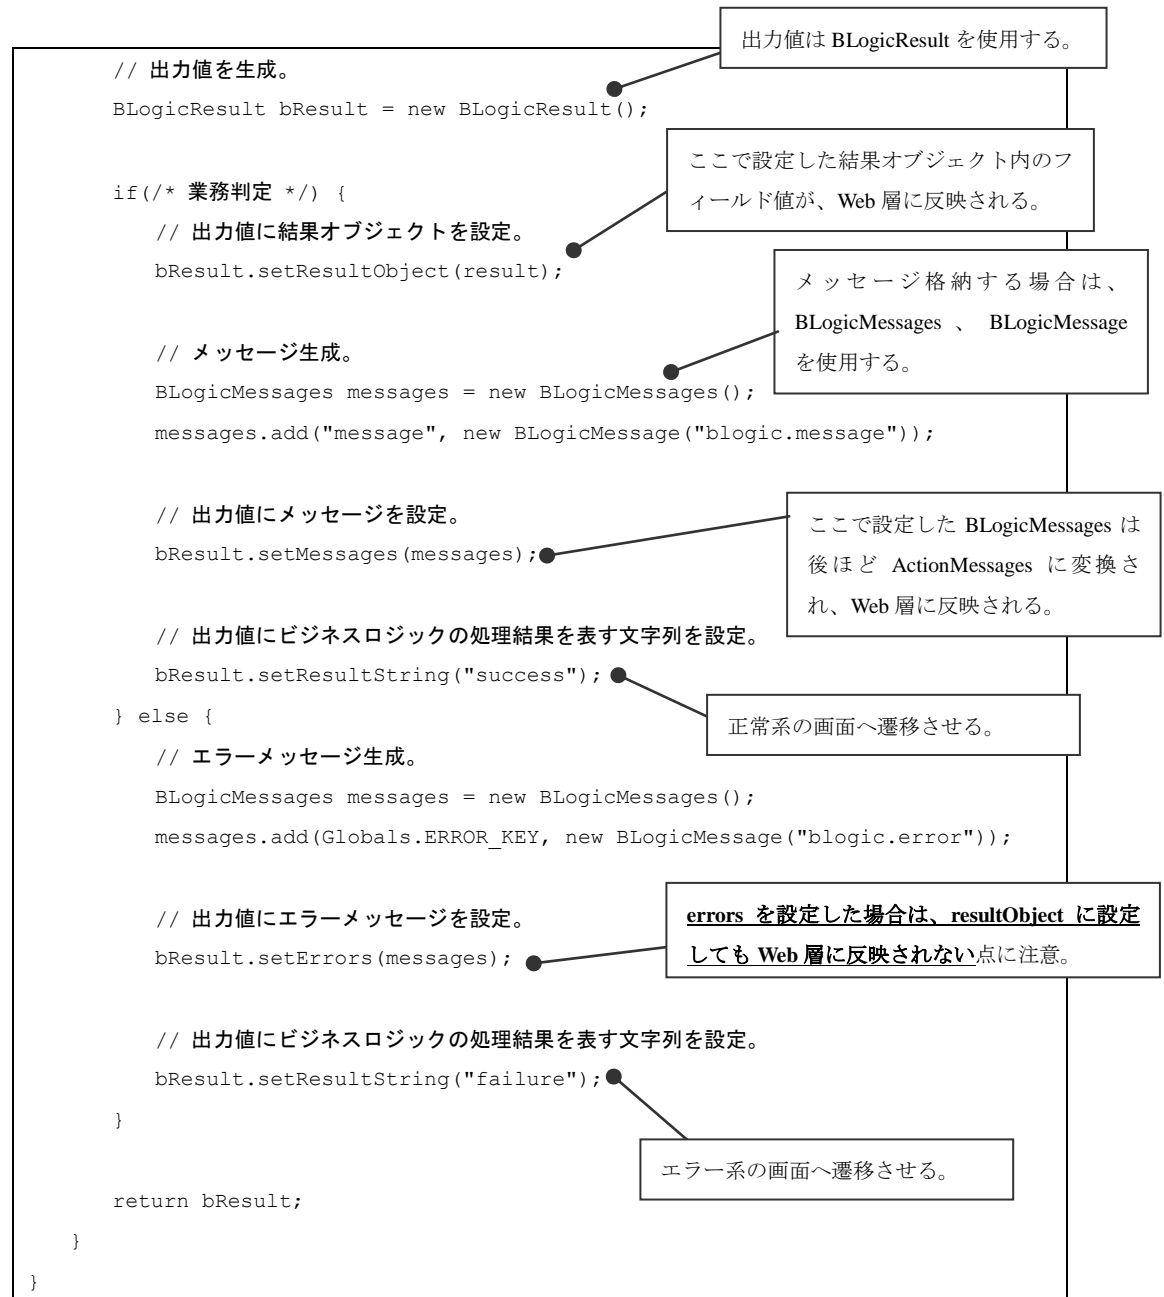 出力値は BLogicResult を使用する。
// 出力値を生成。
BLogicResult bResult = new BLogicResult();
ここで設定した結果オブジェクト内のフ
ィールド値が、Web 層に反映される。
if(/* 業務判定 */) {
// 出力値に結果オブジェクトを設定。
bResult.setResultObject(result);
メッセージ格納する場合は、
BLogicMessages 、 BLogicMessage
を使用する。
// メッセージ生成。
BLogicMessages messages = new BLogicMessages();
messages.add("message", new BLogicMessage("blogic.message"));
// 出力値にメッセージを設定。
bResult.setMessages(messages);
ここで設定した BLogicMessages は
後ほど ActionMessages に変換さ
れ、Web 層に反映される。
// 出力値にビジネスロジックの処理結果を表す文字列を設定。
bResult.setResultString("success");
正常系の画面へ遷移させる。
} else {
// エラーメッセージ生成。
BLogicMessages messages = new BLogicMessages();
messages.add(Globals.ERROR_KEY, new BLogicMessage("blogic.error"));
// 出力値にエラーメッセージを設定。
bResult.setErrors(messages);
errors を設定した場合は、resultObject に設定
しても Web 層に反映されない点に注意。
// 出力値にビジネスロジックの処理結果を表す文字列を設定。
bResult.setResultString("failure");
}
エラー系の画面へ遷移させる。
return bResult;
}
}